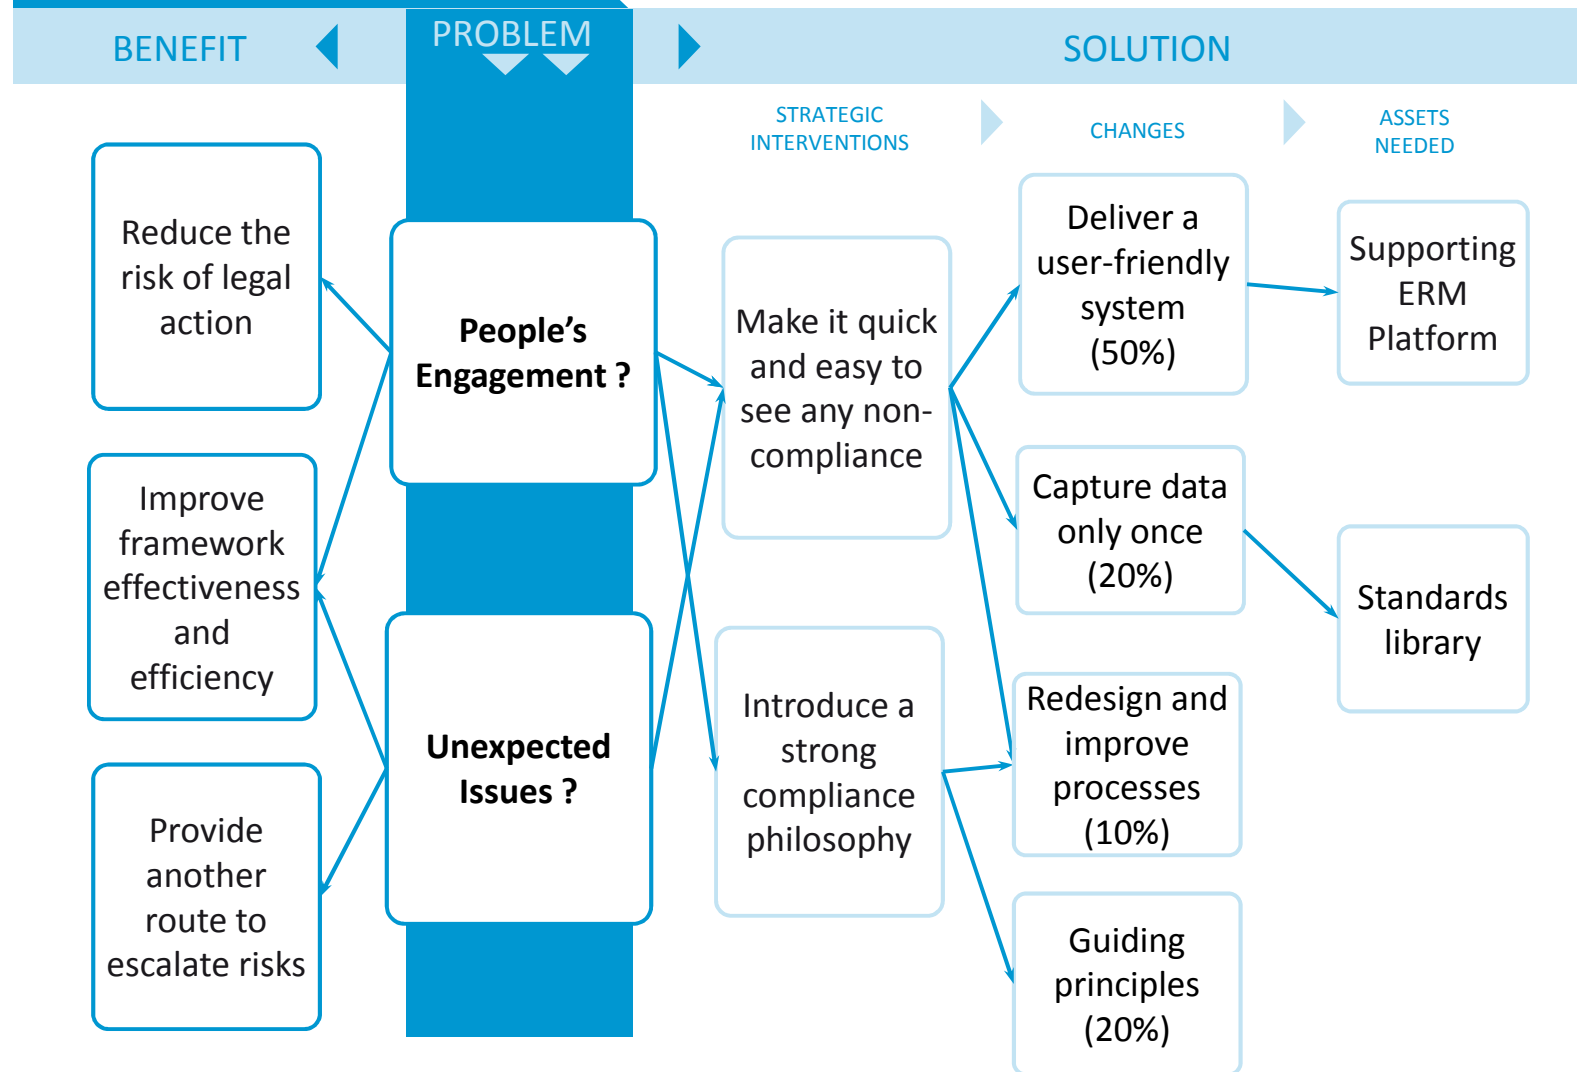 BENEFIT
PROBLEM
SOLUTION
STRATEGIC
INTERVENTIONS
CHANGES
ASSETS
NEEDED
Reduce the
risk of legal
action
Improve
framework
effectiveness
and
efficiency
Provide
another
route to
escalate risks
People’s
Engagement ?
Unexpected
Issues ?
Make it quick
and easy to
see any non-
compliance
Introduce a
strong
compliance
philosophy
Deliver a
user-friendly
system
(50%)
Capture data
only once
(20%)
Redesign and
improve
processes
(10%)
Guiding
principles
(20%)
Supporting
ERM
Platform
Standards
library